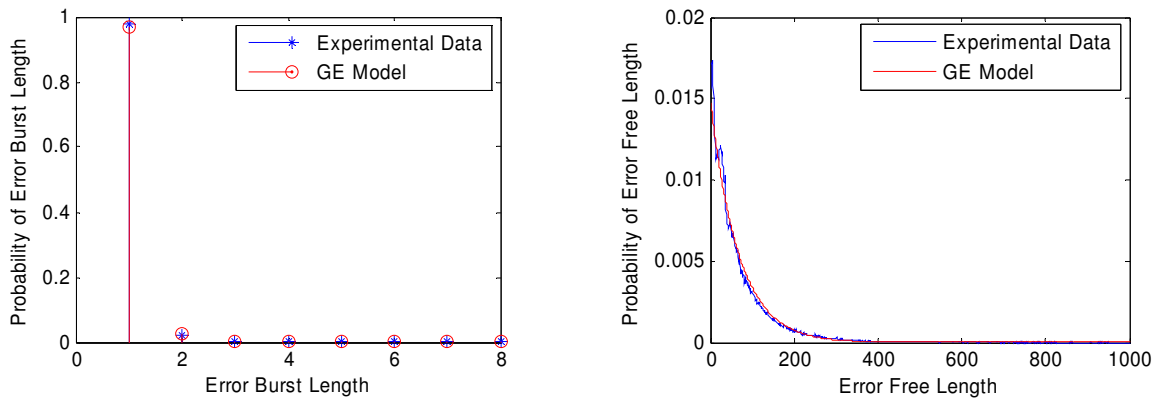 Probability of Error Burst Length
1
0.8
0.6
0.4
0.2
0
0
2
4
6
8
Error Burst Length
Experimental Data
GE Model
Probability of Error Free Length
0.02
0.015
0.01
0.005
0
0
200
400
600
800
1000
Error Free Length
Experimental Data
GE Model